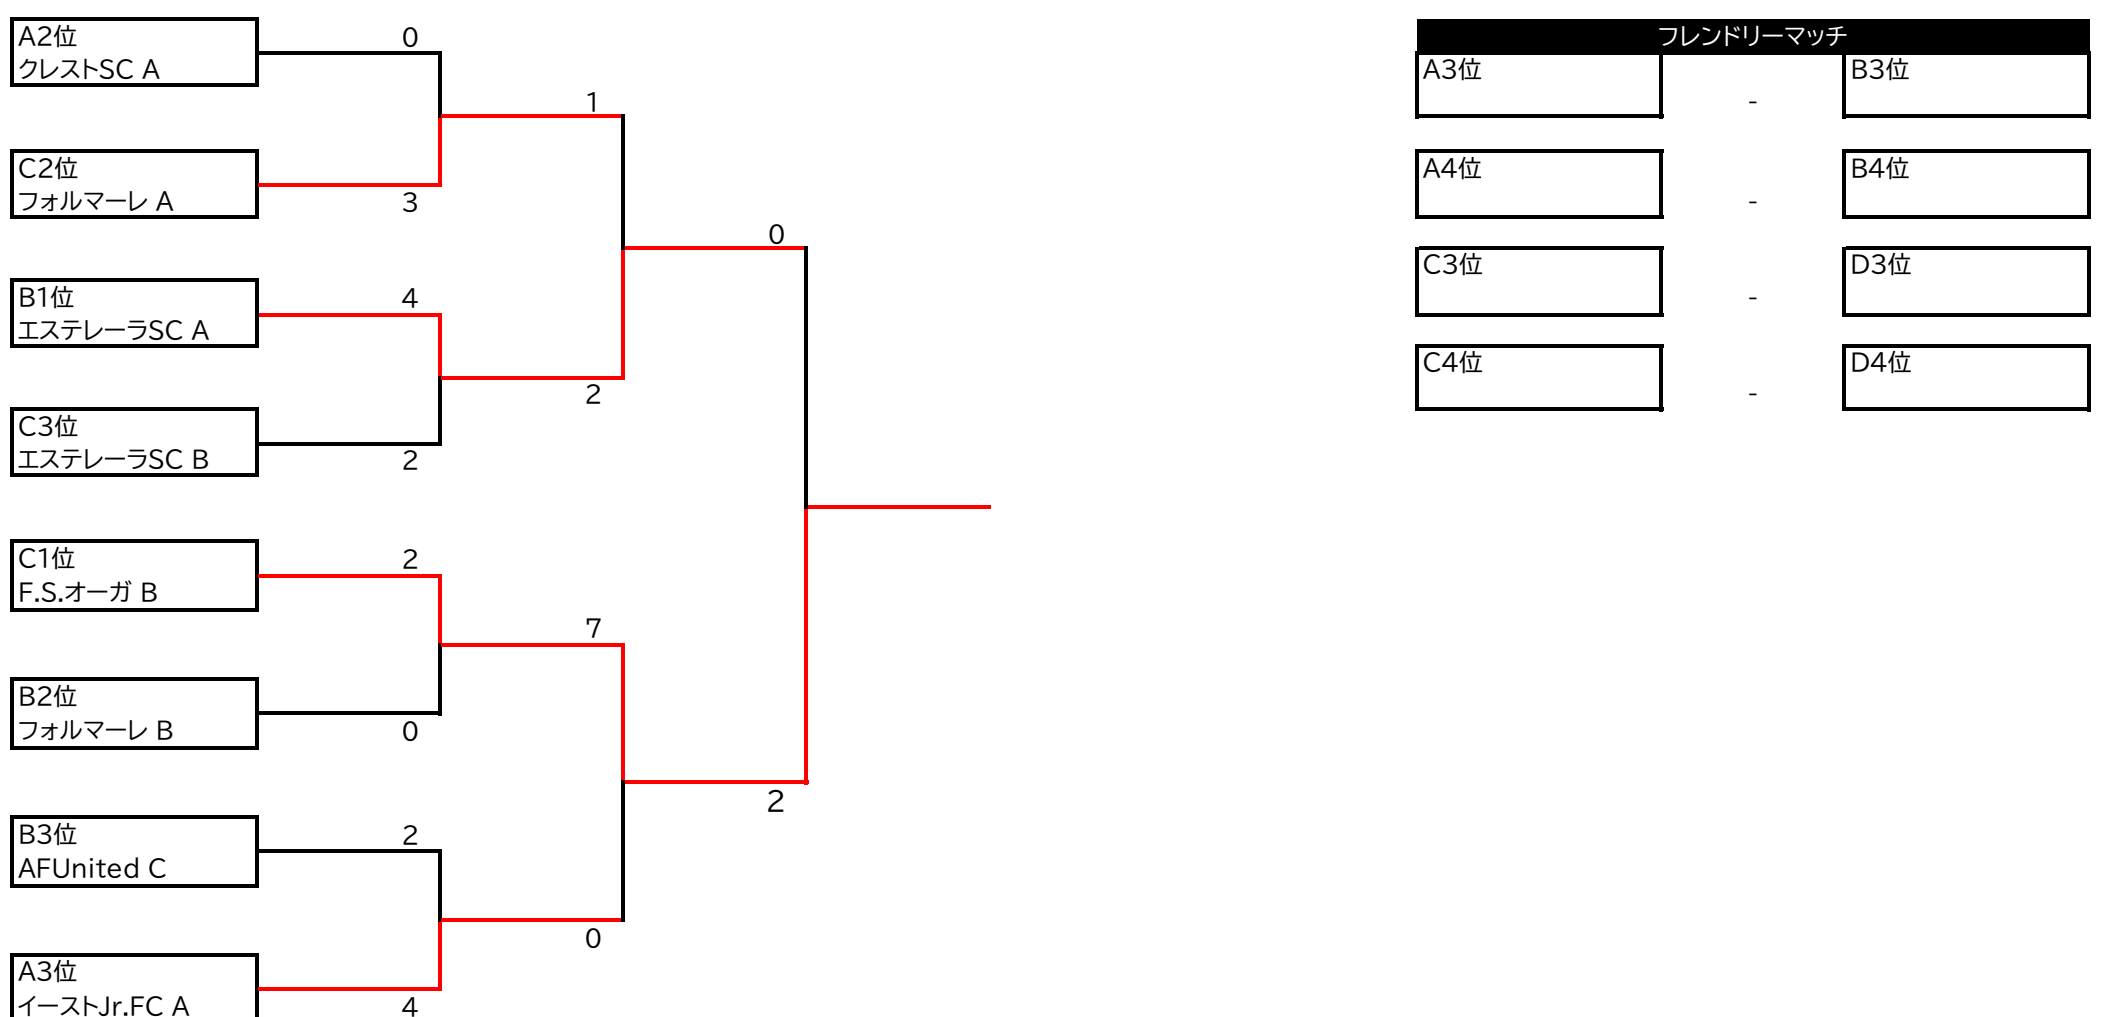 A2位
クレストSC A
0
1
C2位
フォルマーレ A
3
0
B1位
エステレーラSC A
4
2
C3位
エステレーラSC B
2
C1位
F.S.オーガ B
2
7
B2位
フォルマーレ B
0
2
B3位
AFUnited C
2
0
A3位
イーストJr.FC A
4
フレンドリーマッチ
A3位
-
B3位
A4位
-
B4位
C3位
-
D3位
C4位
-
D4位